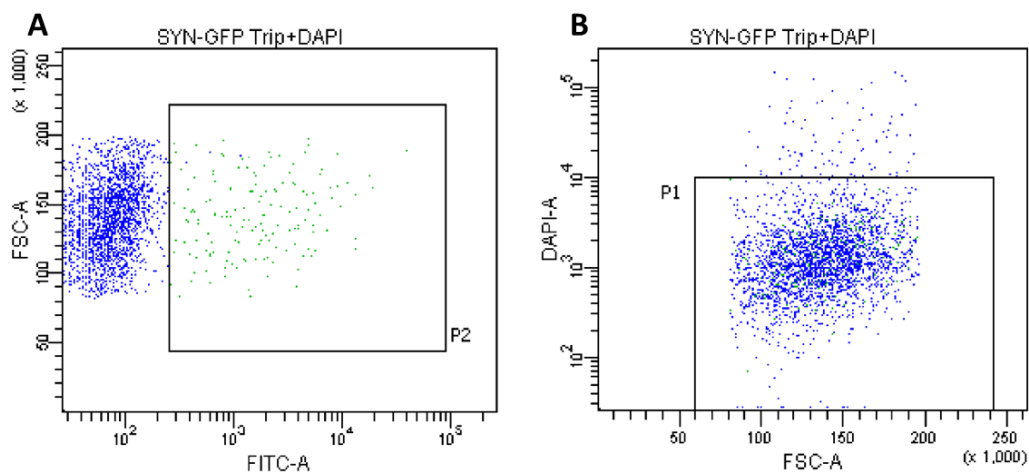 A
SYN-GFP Trip+DAPI
(x 1,000)
250
200
150
100
50
FSC-A
P2
10^2
10^3
10^4
10^5
FITC-A
B
SYN-GFP Trip+DAPI
10^5
10^4
10^3
10^2
DAPI-A
P1
50
100
150
200
250
(x 1,000)
FSC-A